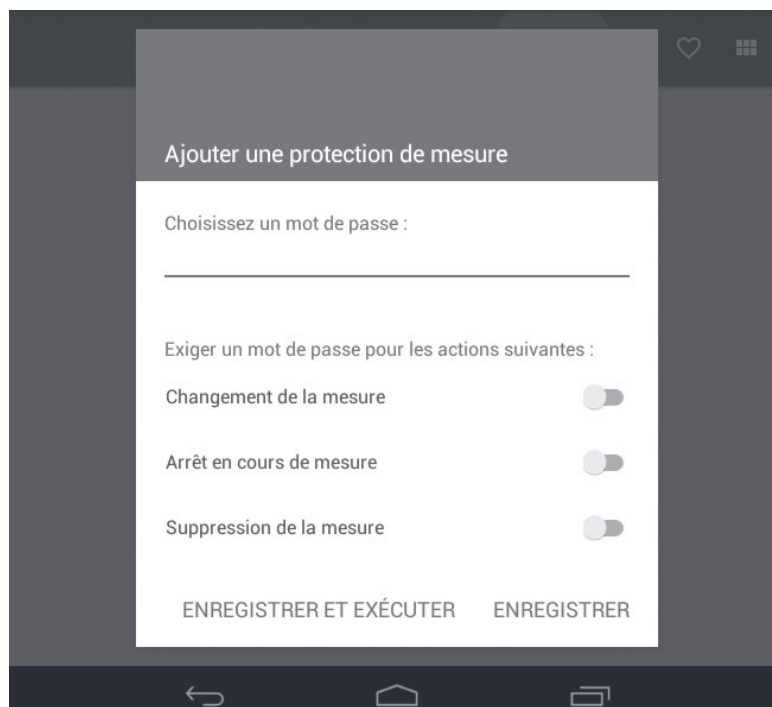 Ajouter une protection de mesure
Choisissez un mot de passe :
Exiger un mot de passe pour les actions suivantes :
Changement de la mesure
Arrêt en cours de mesure
Suppression de la mesure
ENREGISTRER ET EXÉCUTER ENREGISTRER